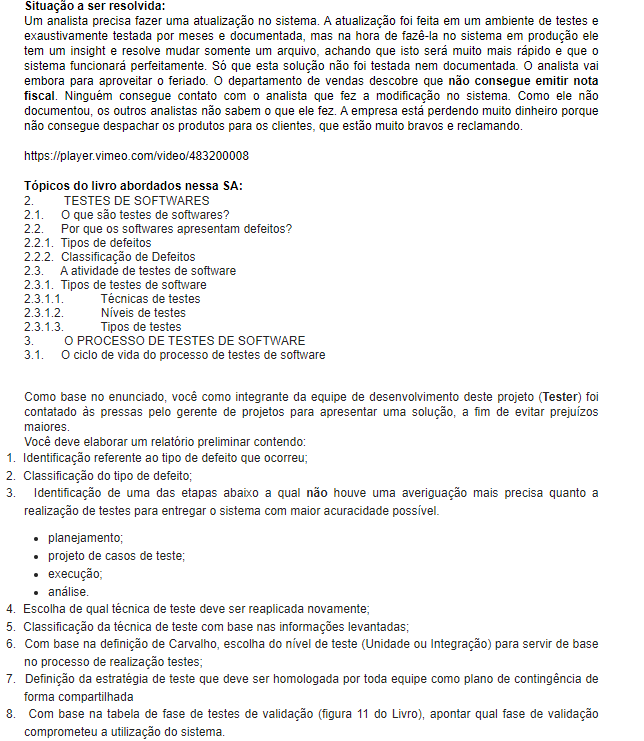 Situação a ser resolvida:
Um analista precisa fazer uma atualização no sistema. A atualização foi feita em um ambiente de testes e
exaustivamente testada por meses e documentada, mas na hora de fazê-la no sistema em produção ele
tem um insight e resolve mudar somente um arquivo, achando que isto será muito mais rápido e que o
sistema funcionará perfeitamente. Só que esta solução não foi testada nem documentada. O analista vai
embora para aproveitar o feriado. O departamento de vendas descobre que não consegue emitir nota
fiscal. Ninguém consegue contato com o analista que fez a modificação no sistema. Como ele não
documentou, os outros analistas não sabem o que ele fez. A empresa está perdendo muito dinheiro porque
não consegue despachar os produtos para os clientes, que estão muito bravos e reclamando.
https://player.vimeo.com/video/483200008
Tópicos do livro abordados nessa SA:
2. TESTES DE SOFTWARES
2.1. O que são testes de softwares?
2.2. Por que os softwares apresentam defeitos?
2.2.1. Tipos de defeitos
2.2.2. Classificação de Defeitos
2.3. A atividade de testes de software
2.3.1. Tipos de testes de software
2.3.1.1. Técnicas de testes
2.3.1.2. Níveis de testes
2.3.1.3. Tipos de testes
3. O PROCESSO DE TESTES DE SOFTWARE
3.1. O ciclo de vida do processo de testes de software
Como base no enunciado, você como integrante da equipe de desenvolvimento deste projeto (Tester) foi
contatado às pressas pelo gerente de projetos para apresentar uma solução, a fim de evitar prejuízos
maiores.
Você deve elaborar um relatório preliminar contendo:
1. Identificação referente ao tipo de defeito que ocorreu;
2. Classificação do tipo de defeito;
3. Identificação de uma das etapas abaixo a qual não houve uma averiguação mais precisa quanto a
realização de testes para entregar o sistema com maior acuracidade possível.
• planejamento;
• projeto de casos de teste;
• execução;
• análise.
4. Escolha de qual técnica de teste deve ser reaplicada novamente;
5. Classificação da técnica de teste com base nas informações levantadas;
6. Com base na definição de Carvalho, escolha do nível de teste (Unidade ou Integração) para servir de base
no processo de realização testes;
7. Definição da estratégia de teste que deve ser homologada por toda equipe como plano de contingência de
forma compartilhada
8. Com base na tabela de fase de testes de validação (figura 11 do Livro), apontar qual fase de validação
comprometeu a utilização do sistema.